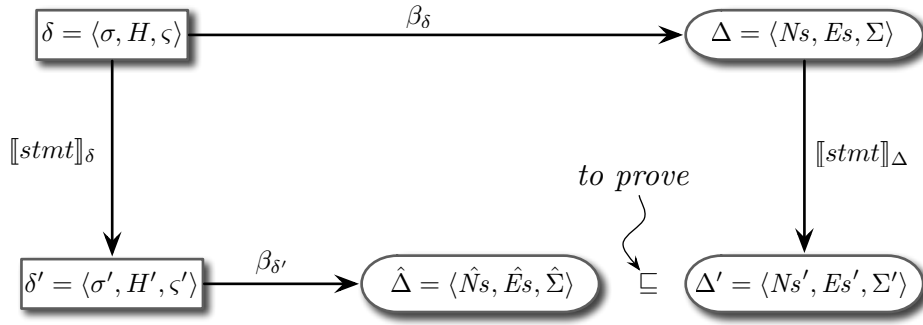 δ = ⟨σ, H, ς⟩
β_δ
Δ = ⟨Ns, Es, Σ⟩
⟦stmt⟧_δ
to prove
⟦stmt⟧_Δ
δ′ = ⟨σ′, H′, ς′⟩
β_δ′
Δ̂ = ⟨N̂s, Ês, Σ̂⟩
⊑
Δ′ = ⟨Ns′, Es′, Σ′⟩